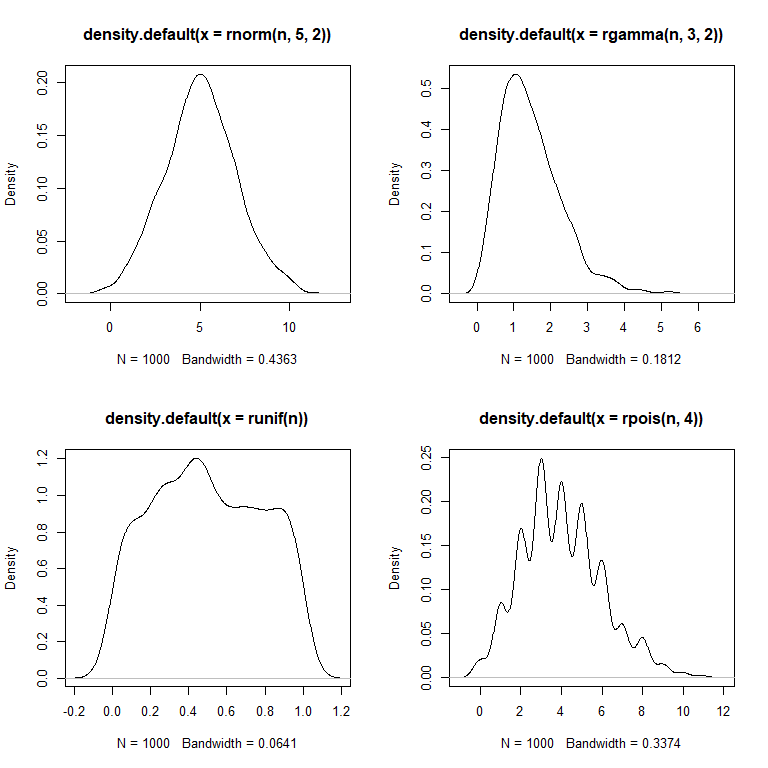 density.default(x = rnorm(n, 5, 2))
Density
0.00 0.05 0.10 0.15 0.20
0 5 10
N = 1000 Bandwidth = 0.4363
density.default(x = rgamma(n, 3, 2))
Density
0.0 0.1 0.2 0.3 0.4 0.5
0 1 2 3 4 5 6
N = 1000 Bandwidth = 0.1812
density.default(x = runif(n))
Density
0.0 0.2 0.4 0.6 0.8 1.0 1.2
-0.2 0.0 0.2 0.4 0.6 0.8 1.0 1.2
N = 1000 Bandwidth = 0.0641
density.default(x = rpois(n, 4))
Density
0.00 0.05 0.10 0.15 0.20 0.25
0 2 4 6 8 10 12
N = 1000 Bandwidth = 0.3374